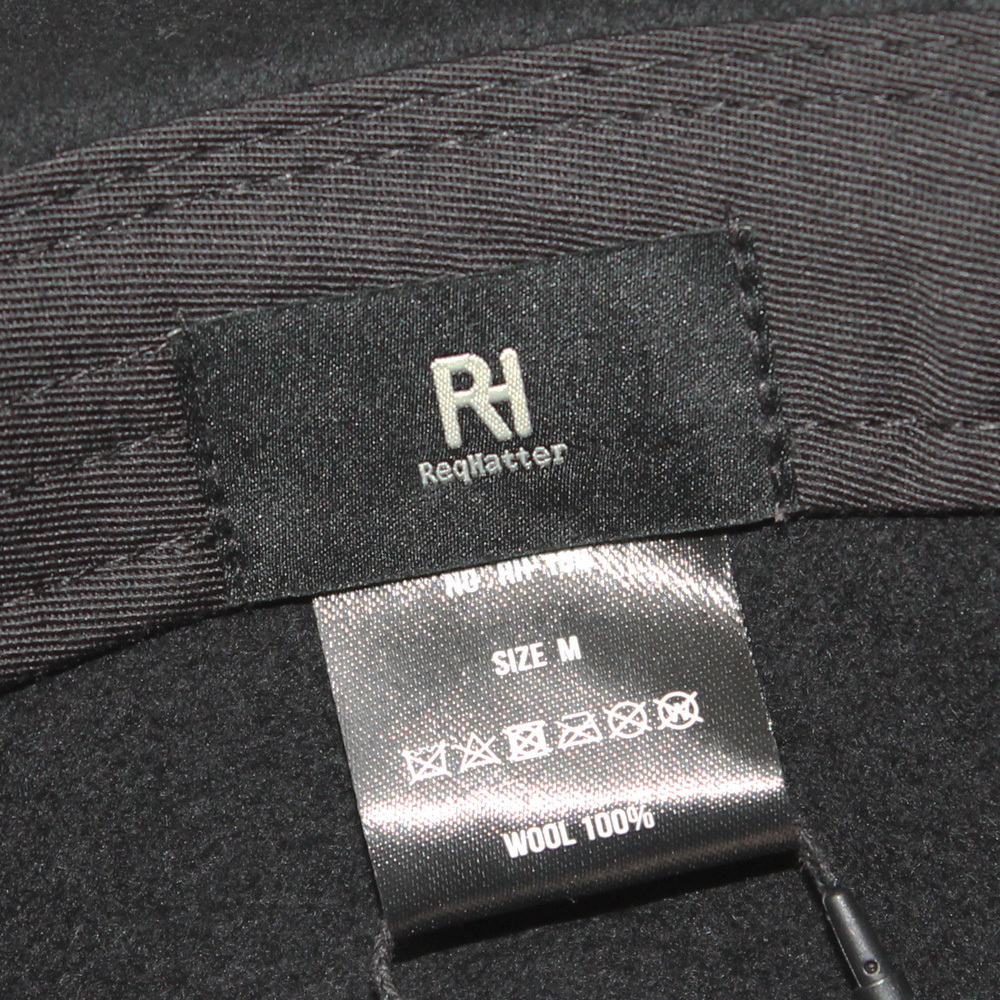 RH
ReqHatter
SIZE M
W
WOOL 100%